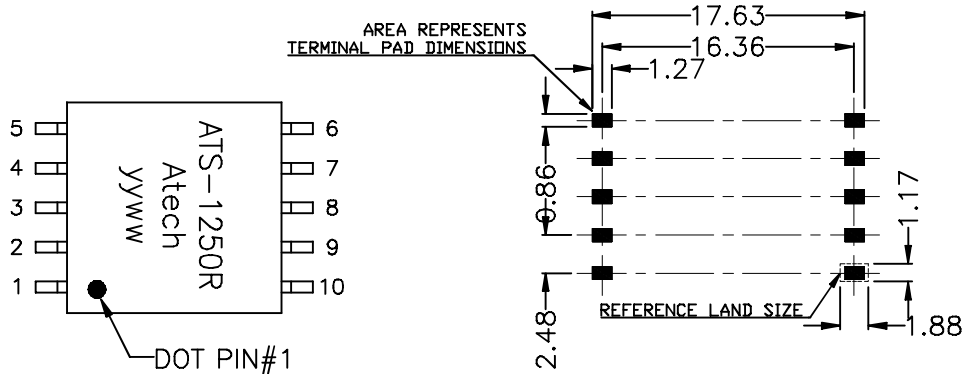 17.63
AREA REPRESENTS
TERMINAL PAD DIMENSIONS
16.36
1.27
5
4
3
2
1
ATS-1250R
Atech
yyww
6
7
8
9
10
0.86
1.17
REFERENCE LAND SIZE
2.48
1.88
DOT PIN#1